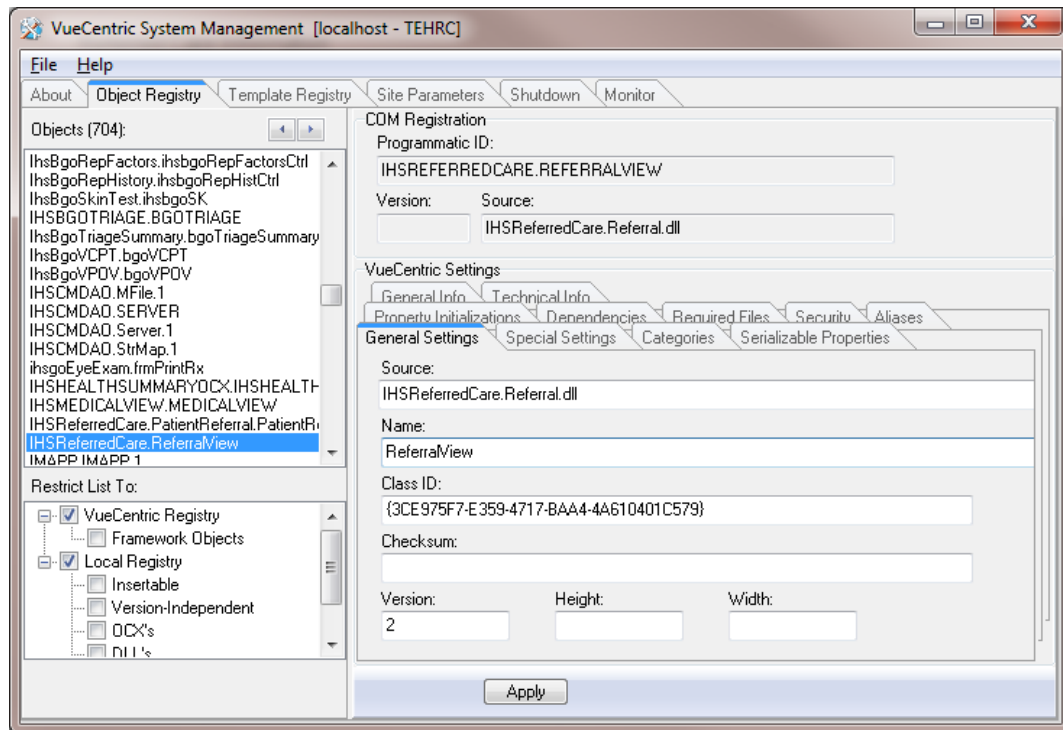 VueCentric System Management [localhost - TEHRC]
File Help
About Object Registry Template Registry Site Parameters Shutdown Monitor
Objects (704):
IhsBgoRepFactors.ihsbgoRepFactorsCtrl
IhsBgoRepHistory.ihsbgoRepHistCtrl
IhsBgoSkinTest.ihsbgoSK
IHSBGOTRIAGE.BGOTRIAGE
IhsBgoTriageSummary.bgoTriageSummary
IhsBgoVCPT.bgoVCPT
IhsBgoVPOV.bgoVPOV
IHSCMDAO.MFile.1
IHSCMDAO.SERVER
IHSCMDAO.Server.1
IHSCMDAO.StrMap.1
ihsgoEyeExam.frmPrintRx
IHSHEALTHSUMMARYOCX.IHSHEALTH
IHSMEDICALVIEW.MEDICALVIEW
IHSReferredCare.PatientReferral.PatientR
IHSReferredCare.ReferralView
IMAPP.IMAPP.1
Restrict List To:
VueCentric Registry
Framework Objects
Local Registry
Insertable
Version-Independent
OCX's
DLL's
COM Registration
Programmatic ID:
IHSREFERREDCARE.REFERRALVIEW
Version: Source:
IHSReferredCare.Referral.dll
VueCentric Settings
General Info Technical Info
Property Initializations Dependencies Required Files Security Aliases
General Settings Special Settings Categories Serializable Properties
Source:
IHSReferredCare.Referral.dll
Name:
ReferralView
Class ID:
{3CE975F7-E359-4717-BAA4-4A610401C579}
Checksum:
Version: Height: Width:
2
Apply